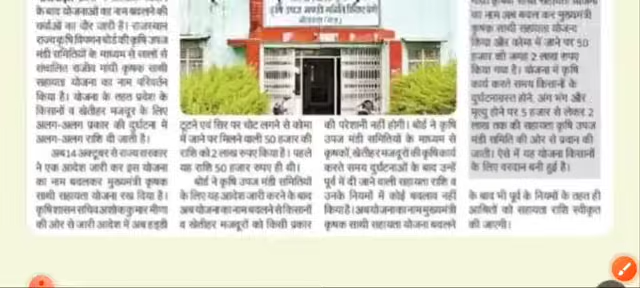 के बाद योजनाओं का नाम बदलने की
चर्चाओं का दौर जारी है। राजस्थान
राज्य कृषि विपणन बोर्ड की कृषि उपज
मंडी समितियों के माध्यम से सालों से
संचालित राजीव गांधी कृषक साथी
सहायता योजना का नाम परिवर्तन
किया है। योजना के तहत प्रदेश के
किसानों व खेतीहर मजदूर के लिए
अलग-अलग प्रकार की दुर्घटना में
अलग-अलग राशि दी जाती है।
अब 14 अक्टूबर से राज्य सरकार
ने एक आदेश जारी कर इस योजना
का नाम बदलकर मुख्यमंत्री कृषक
साथी सहायता योजना रख दिया है।
कृषि शासन सचिव अशोक कुमार मीणा
की ओर से जारी आदेश में अब हड्डी
कृषि उपज मण्डी समिति
टूटने एवं सिर पर चोट लगने से कोमा
में जाने पर मिलने वाली 50 हजार की
राशि को 2 लाख रुपए किया है। पहले
यह राशि 50 हजार रुपए ही थी।
बोर्ड ने कृषि उपज मंडी समितियों
के लिए यह आदेश जारी करने के बाद
अब योजना का नाम बदलने से किसानों
व खेतीहर मजदूरों को किसी प्रकार
की परेशानी नहीं होगी। बोर्ड ने कृषि
उपज मंडी समितियों के माध्यम से
कृषकों, खेतीहर मजदूरों की कृषि कार्य
करते समय दुर्घटनाओं के बाद उन्हें
पूर्व में दी जाने वाली सहायता राशि व
उनके नियमों में कोई बदलाव नहीं
किया है। अब योजना का नाम मुख्यमंत्री
कृषक साथी सहायता योजना बदलने
का नाम अब बदल कर मुख्यमंत्री
कृषक साथी सहायता योजना
किया और कोमा में जाने पर 50
हजार की जगह 2 लाख रुपए
किया गया है। योजना में कृषि
कार्य करते समय किसानों के
दुर्घटनाग्रस्त होने, अंग भंग और
मृत्यु होने पर 5 हजार से लेकर 2
लाख तक की सहायता कृषि उपज
मंडी समिति की ओर से प्रदान की
जाती। ऐसे में यह योजना किसानों
के लिए वरदान बनी हुई है।
के बाद भी पूर्व के नियमों के तहत ही
आश्रितों को सहायता राशि स्वीकृत
की जाएगी।